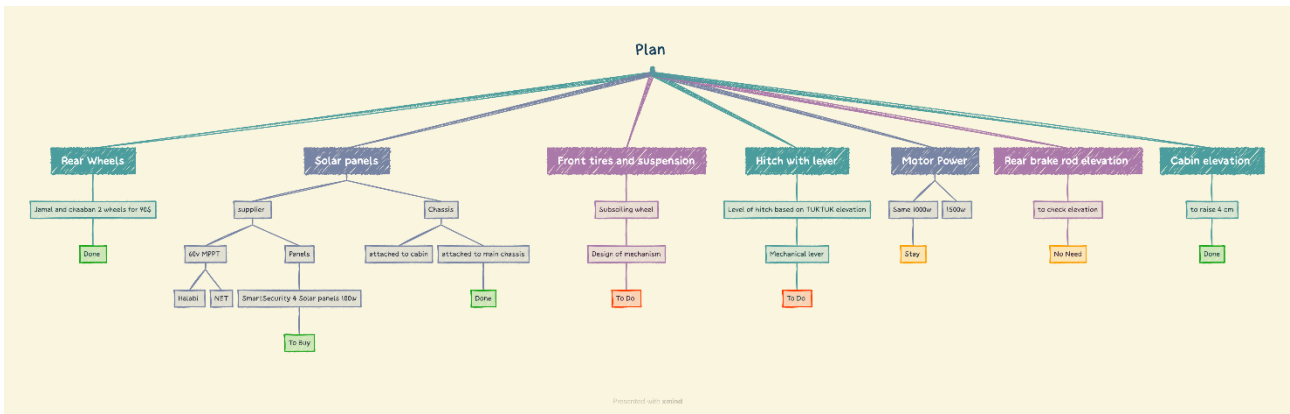 Plan
Rear Wheels
Solar panels
Front tires and suspension
Hitch with lever
Motor Power
Rear brake rod elevation
Cabin elevation
Jamal and chaaban 2 wheels for 90$
supplier
Chassis
Subsoiling wheel
Level of hitch based on TUKTUK elevation
Same 1000w
1500w
to check elevation
to raise 4 cm
Done
60v MPPT
Panels
attached to cabin
attached to main chassis
Design of mechanism
Mechanical lever
Stay
No Need
Done
Halabi
NET
SmartSecurity 4 Solar panels 100w
Done
To Do
To Do
To Buy
Presented with xmind